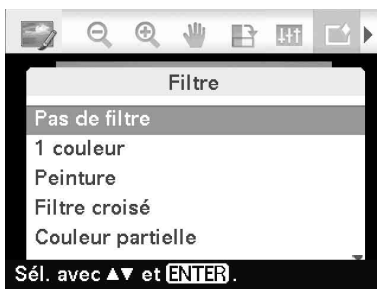 Filtre
Pas de filtre
1 couleur
Peinture
Filtre croisé
Couleur partielle
Sél. avec ▲▼ et ENTER.